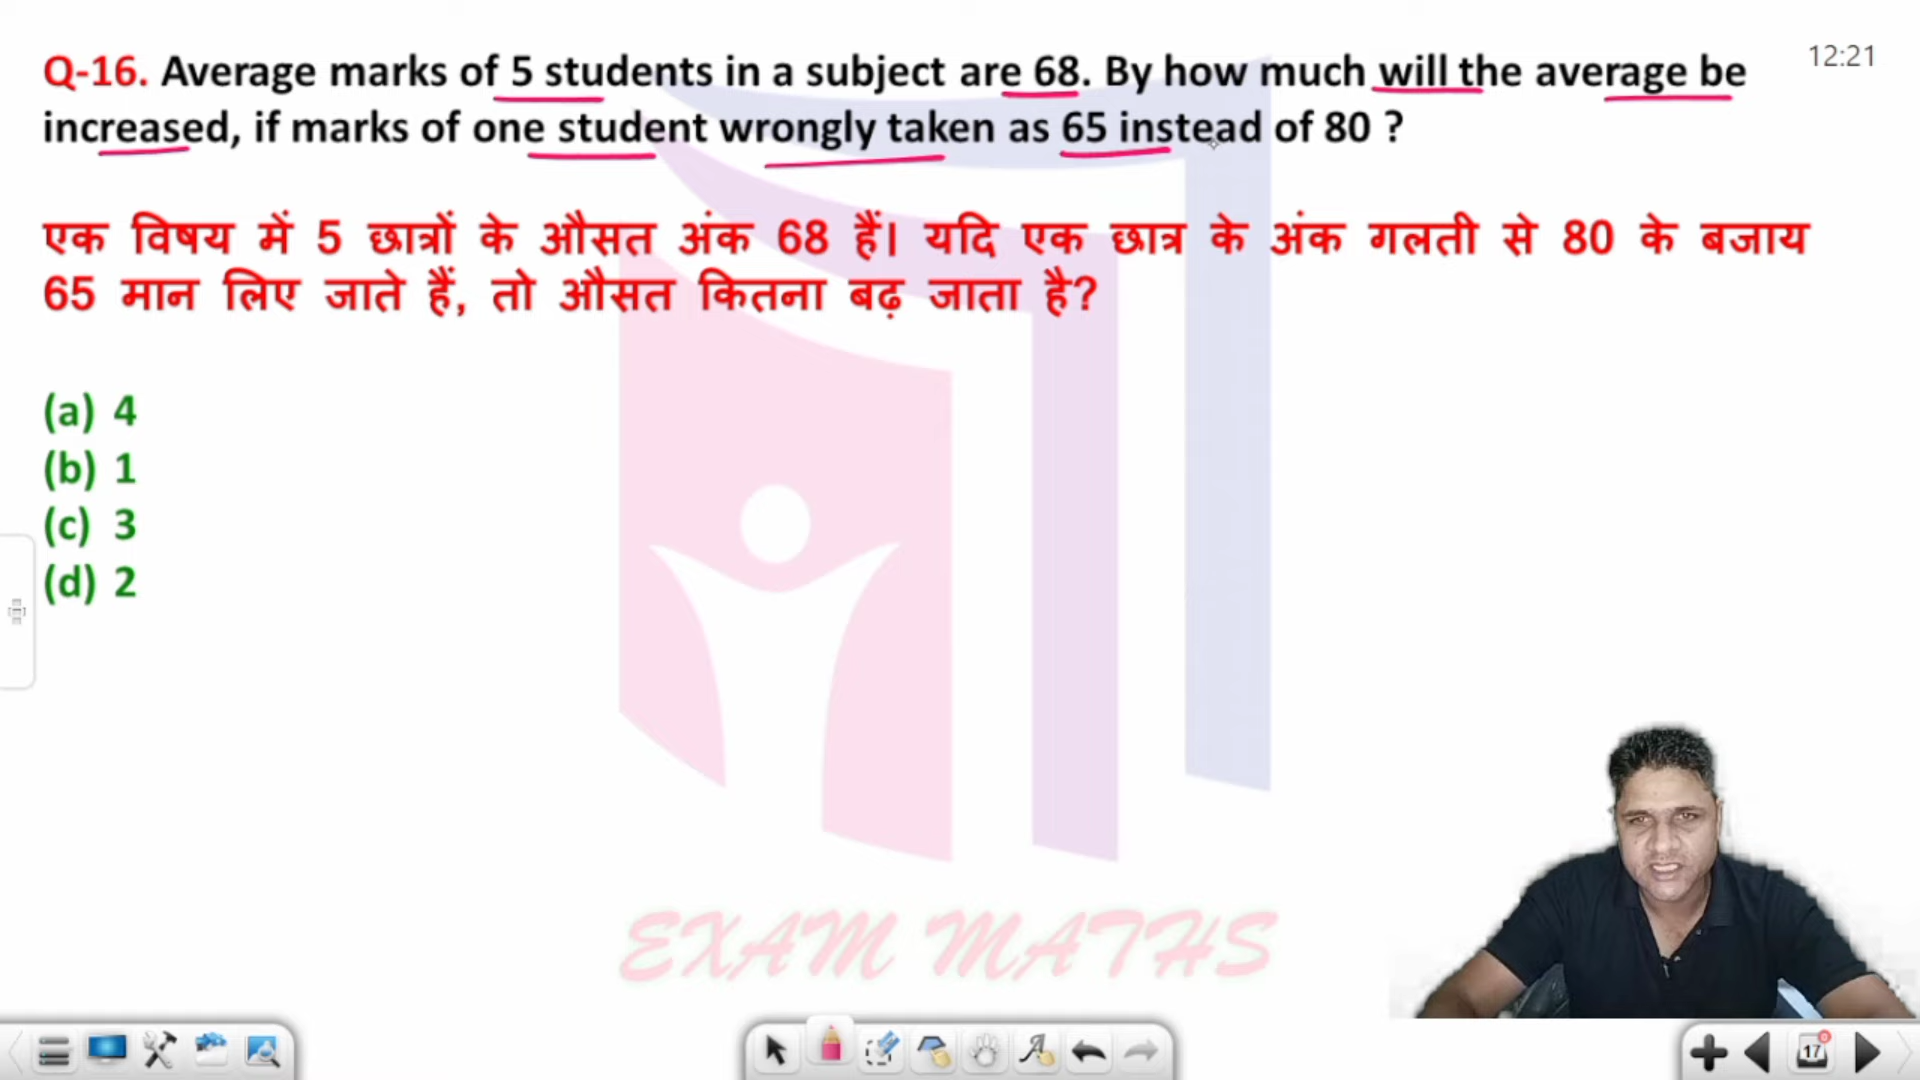 Q-16. Average marks of 5 students in a subject are 68. By how much will the average be
increased, if marks of one student wrongly taken as 65 instead of 80 ?
12:21
एक विषय में 5 छात्रों के औसत अंक 68 हैं। यदि एक छात्र के अंक गलती से 80 के बजाय
65 मान लिए जाते हैं, तो औसत कितना बढ़ जाता है?
(a) 4
(b) 1
(c) 3
(d) 2
EXAM MATHS
17